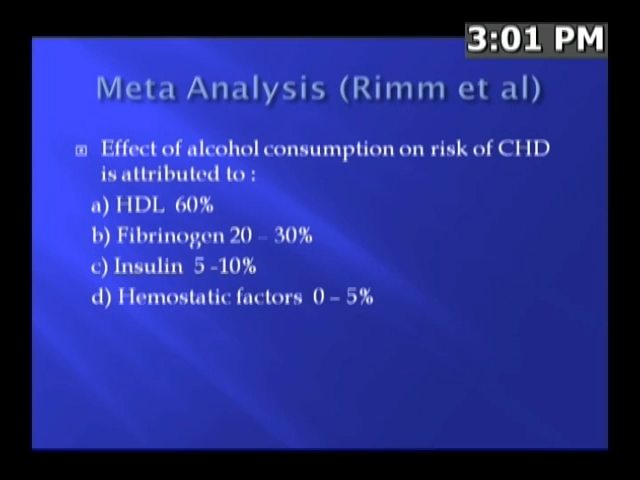 3:01 PM
Meta Analysis (Rimm et al)
Effect of alcohol consumption on risk of CHD
is attributed to :
a) HDL 60%
b) Fibrinogen 20 – 30%
c) Insulin 5 -10%
d) Hemostatic factors 0 – 5%